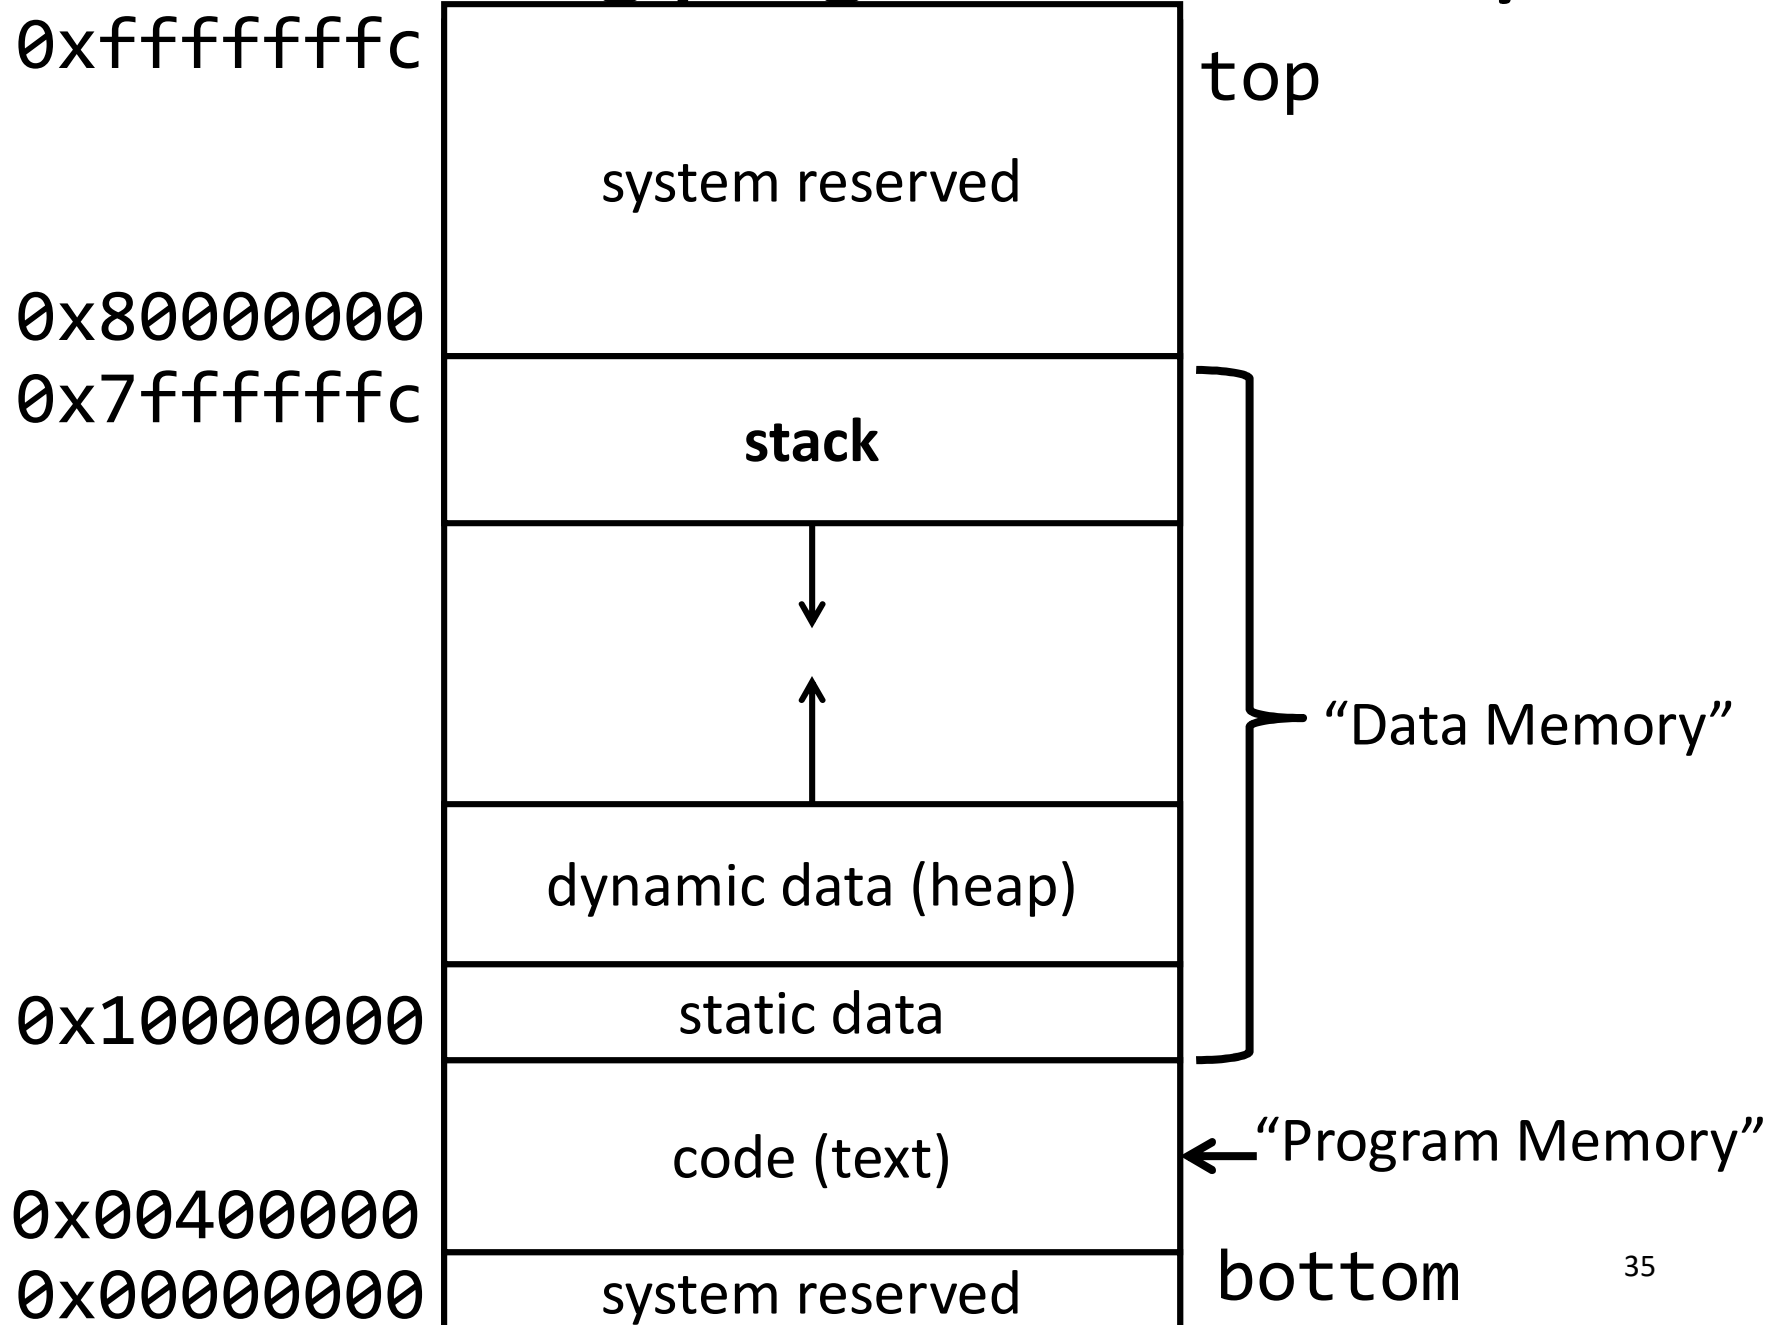 0xfffffffc
top
system reserved
0x80000000
0x7ffffffc
stack
“Data Memory”
dynamic data (heap)
0x10000000
static data
“Program Memory”
code (text)
0x00400000
bottom
35
0x00000000
system reserved